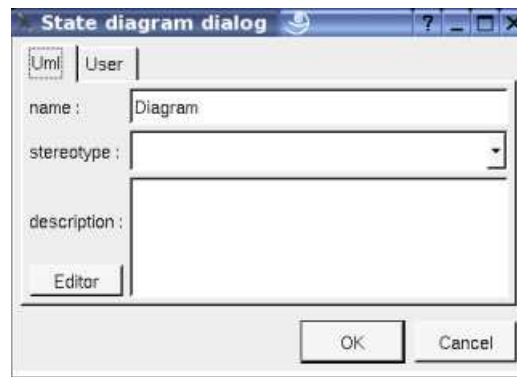 State diagram dialog
Uml User
name : Diagram
stereotype :
description :
Editor
OK Cancel